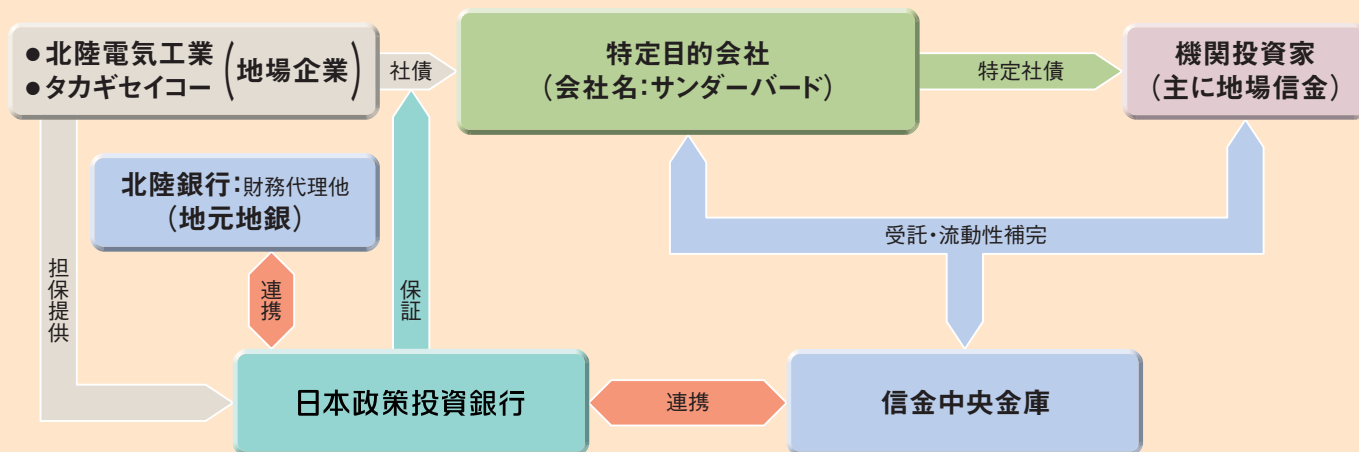 ●北陸電気工業
●タカギセイコー
(地場企業)
社債
特定目的会社
(会社名:サンダーバード)
特定社債
機関投資家
(主に地場信金)
北陸銀行:財務代理他
(地元地銀)
受託・流動性補完
担保提供
連携
保証
日本政策投資銀行
連携
信金中央金庫